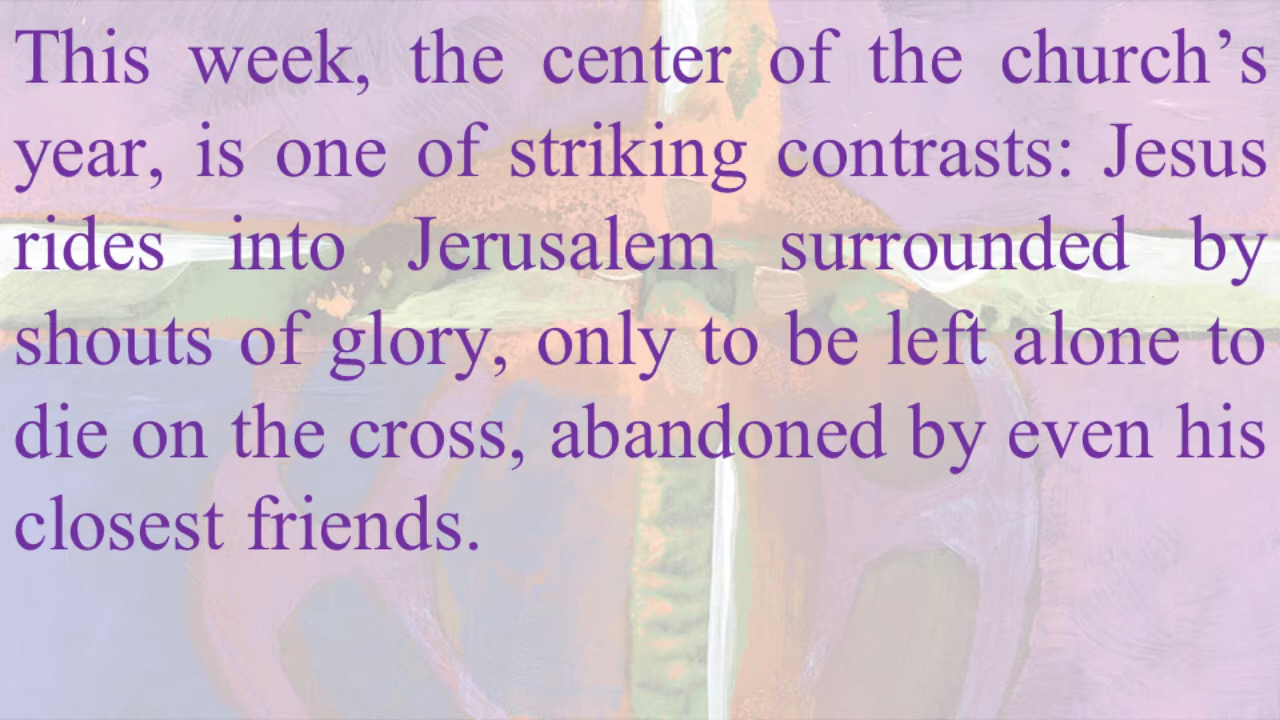 This week, the center of the church’s
year, is one of striking contrasts: Jesus
rides into Jerusalem surrounded by
shouts of glory, only to be left alone to
die on the cross, abandoned by even his
closest friends.